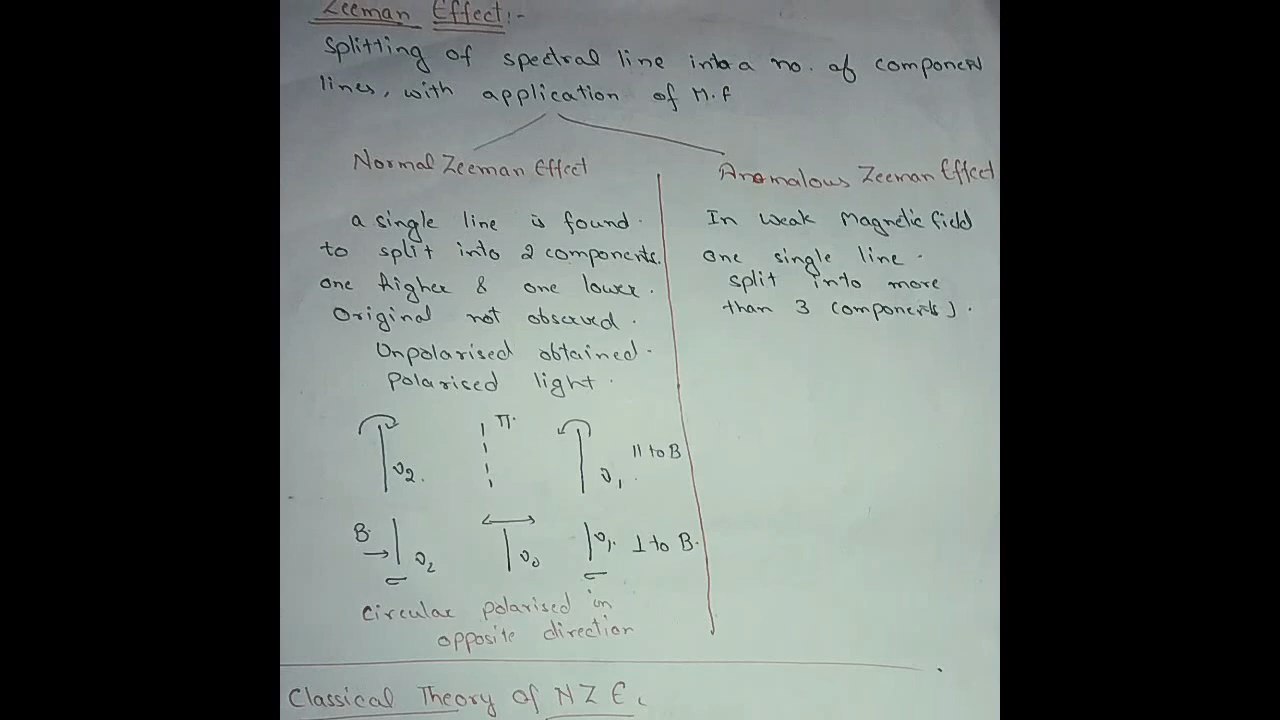 Zeeman Effect:-
Splitting of spectral line into a no. of component
lines, with application of M.F
Normal Zeeman Effect
a single line is found.
to split into 2 components.
one higher & one lower.
Original not observed.
Unpolarised obtained.
polarised light.
Anomalous Zeeman Effect
In weak Magnetic field
one single line.
split into more
than 3 components).
π.
υ2.
υ1
11 to B
B.
υ2
υ0
υ1.
⊥ to B.
circular polarised in
opposite direction
Classical Theory of NZE.